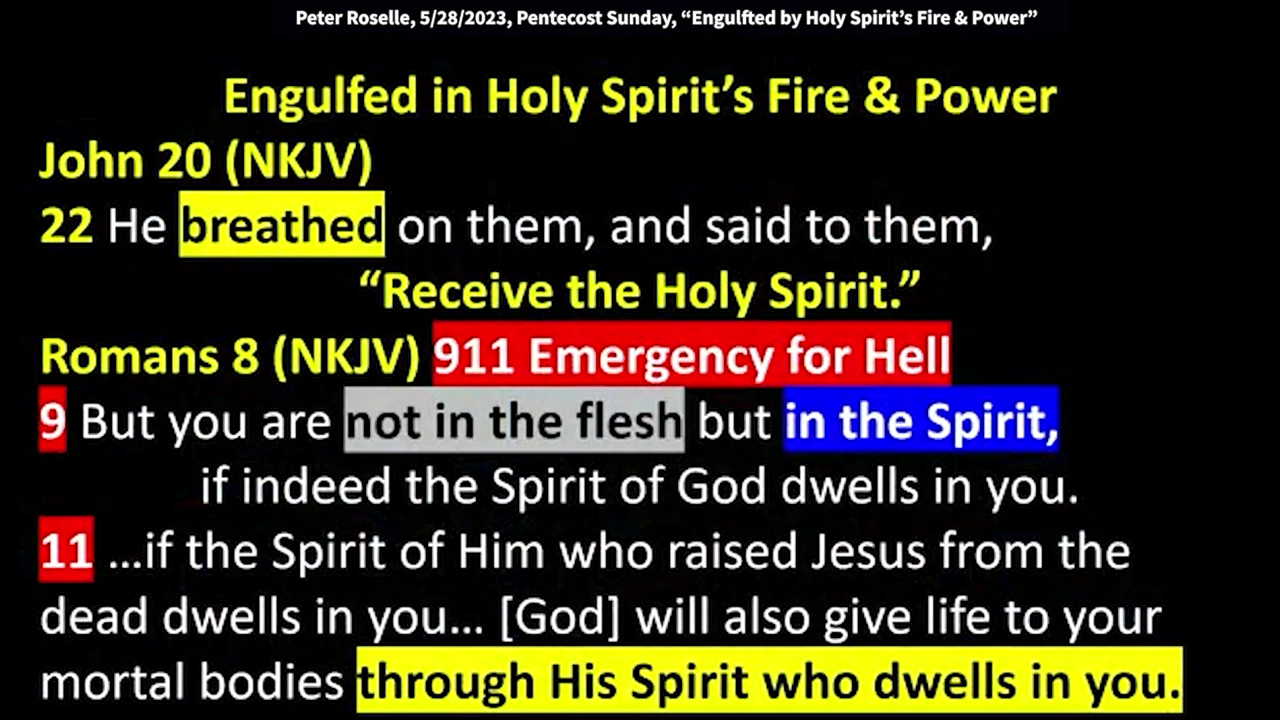 Peter Roselle, 5/28/2023, Pentecost Sunday, “Engulfted by Holy Spirit’s Fire & Power”
Engulfed in Holy Spirit’s Fire & Power
John 20 (NKJV)
22 He breathed on them, and said to them,
“Receive the Holy Spirit.”
Romans 8 (NKJV) 911 Emergency for Hell
9 But you are not in the flesh but in the Spirit,
if indeed the Spirit of God dwells in you.
11 ...if the Spirit of Him who raised Jesus from the
dead dwells in you... [God] will also give life to your
mortal bodies through His Spirit who dwells in you.